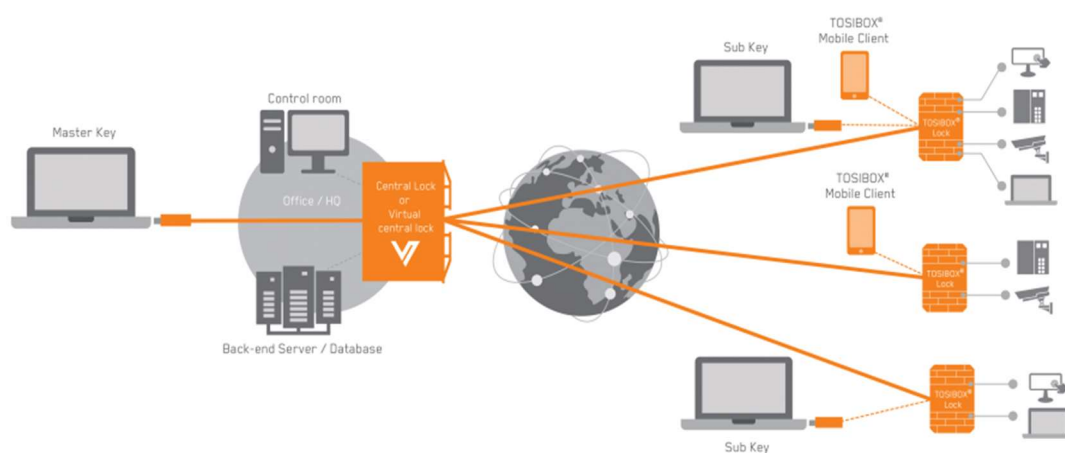 Master Key
Control room
Office / HQ
Central Lock
or
Virtual
central lock
Back-end Server / Database
Sub Key
TOSIBOX®
Mobile Client
TOSIBOX®
Lock
TOSIBOX®
Mobile Client
TOSIBOX®
Lock
Sub Key
TOSIBOX®
Lock